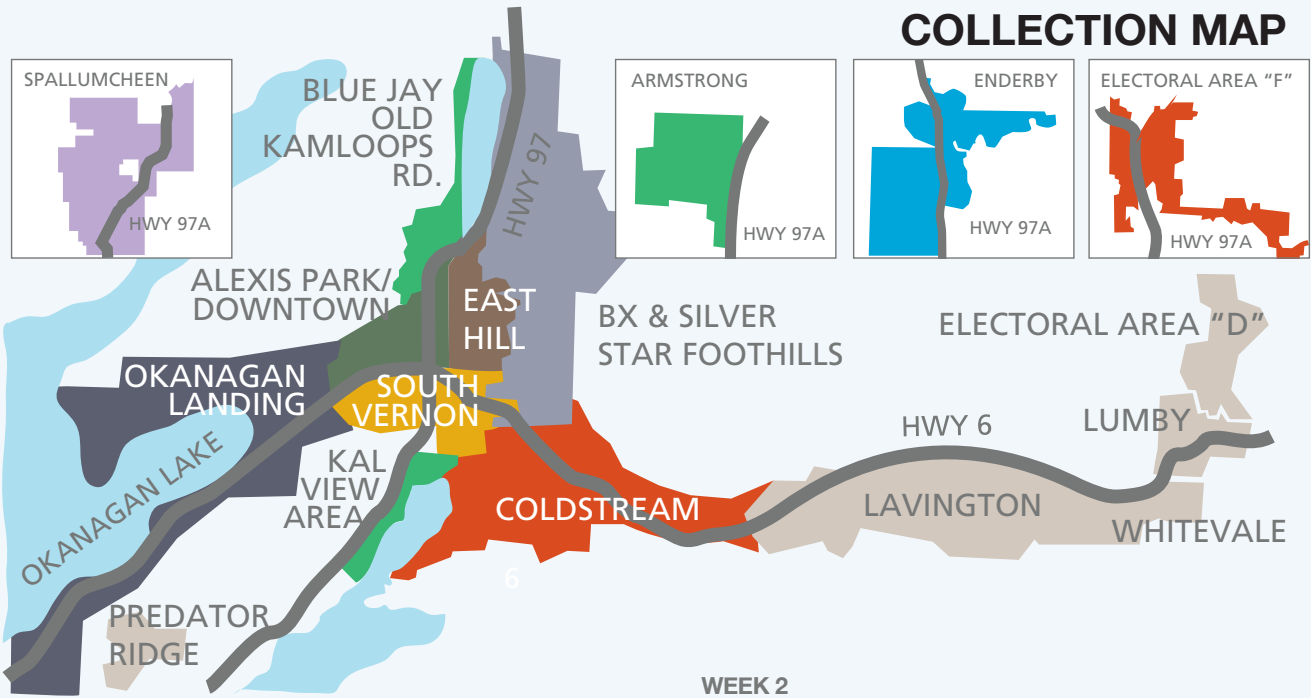 COLLECTION MAP
SPALLUMCHEEN
HWY 97A
BLUE JAY
OLD
KAMLOOPS
RD.
HWY 97
ARMSTRONG
HWY 97A
ENDERBY
HWY 97A
ELECTORAL AREA "F"
HWY 97A
ALEXIS PARK/
DOWNTOWN
EAST
HILL
BX & SILVER
STAR FOOTHILLS
ELECTORAL AREA "D"
OKANAGAN
LANDING
SOUTH
VERNON
HWY 6
LUMBY
OKANAGAN LAKE
KAL
VIEW
AREA
COLDSTREAM
LAVINGTON
WHITEVALE
6
PREDATOR
RIDGE
WEEK 2